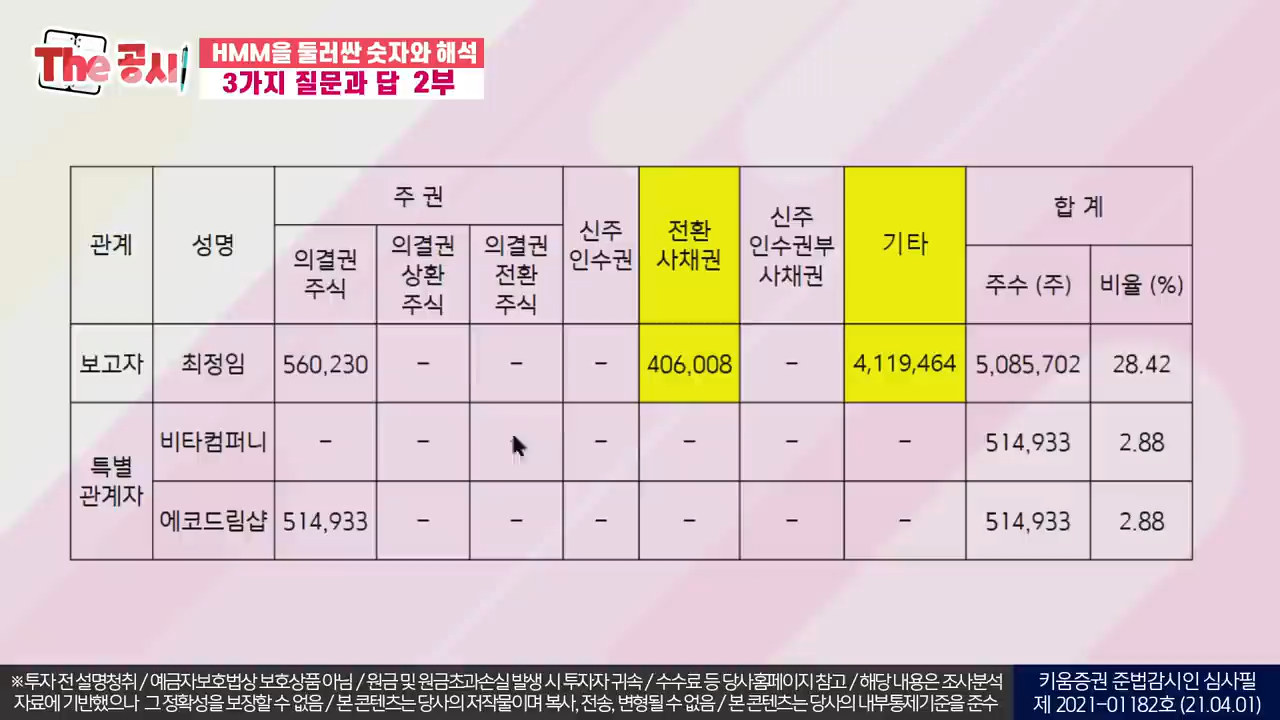 The 공시
HMM을 둘러싼 숫자와 해석
3가지 질문과 답 2부
관계 성명 주 권 신주 인수권 전환 사채권 신주 인수권부 사채권 기타 합 계
의결권 주식 의결권 상환 주식 의결권 전환 주식 주수 (주) 비율 (%)
보고자 최정임 560,230 - - - 406,008 - 4,119,464 5,085,702 28.42
특별 관계자 비타컴퍼니 - - - - - - - 514,933 2.88
에코드림샵 514,933 - - - - - - 514,933 2.88
※투자 전 설명청취 / 예금자보호법상 보호상품 아님 / 원금 및 원금초과손실 발생 시 투자자 귀속 / 수수료 등 당사홈페이지 참고 / 해당 내용은 조사분석
자료에 기반했으나 그 정확성을 보장할 수 없음 / 본 콘텐츠는 당사의 저작물이며 복사, 전송, 변형될 수 없음 / 본 콘텐츠는 당사의 내부통제기준을 준수
키움증권 준법감시인 심사필
제 2021-01182호 (21.04.01)